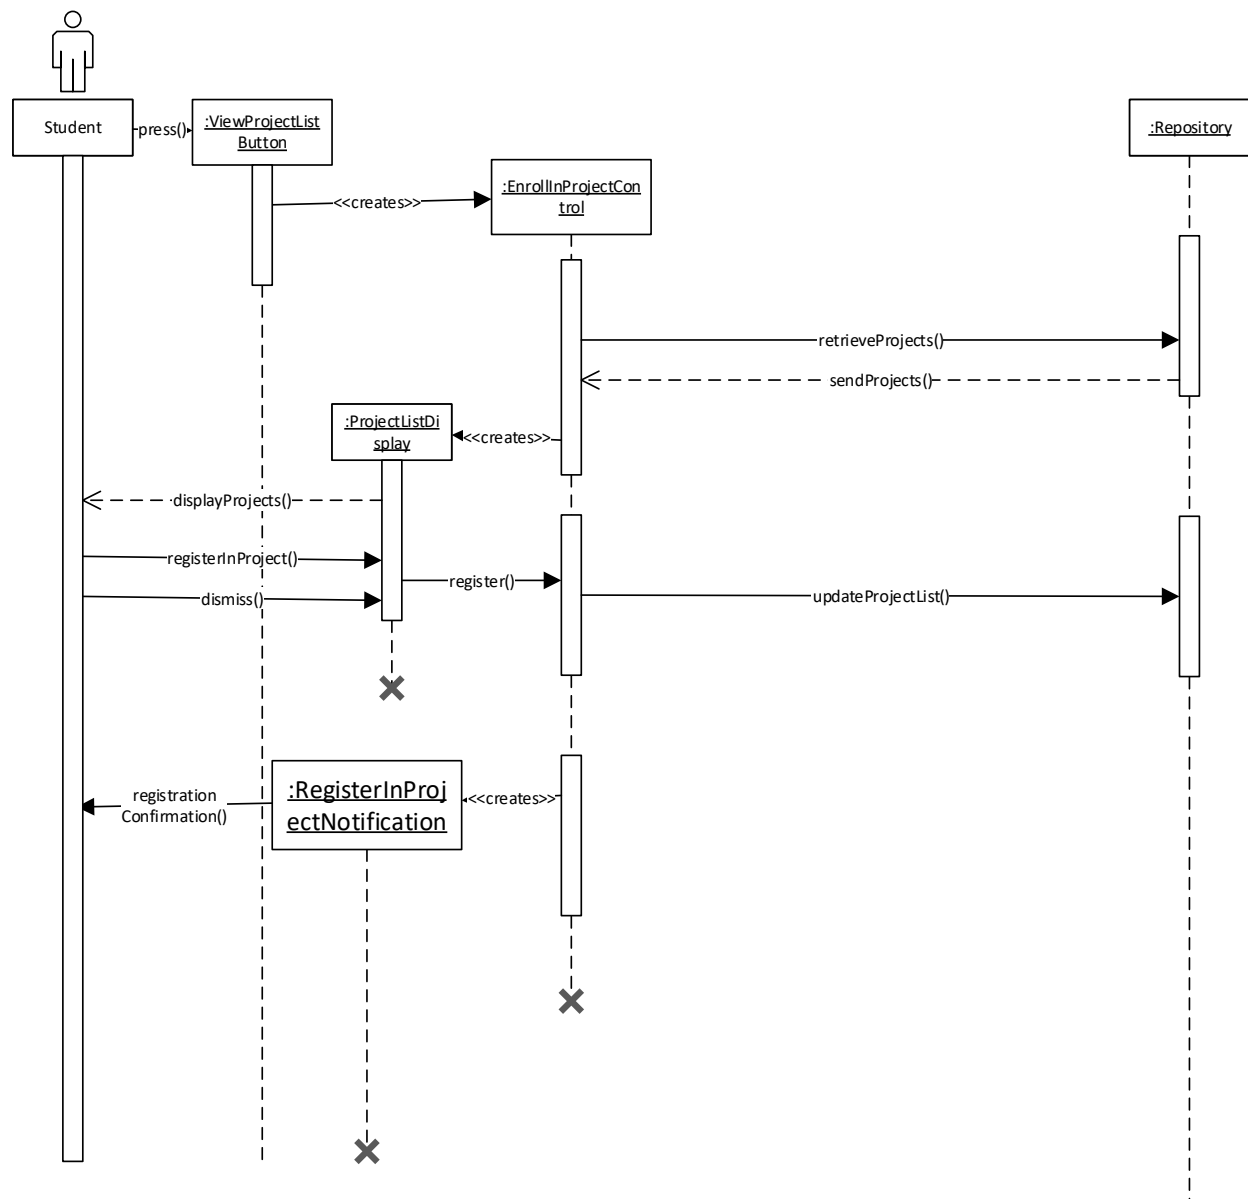 Student
press()
:ViewProjectList
Button
:Repository
<<creates>>
:EnrollInProjectCon
trol
retrieveProjects()
sendProjects()
:ProjectListDi
splay
<<creates>>
displayProjects()
registerInProject()
register()
dismiss()
updateProjectList()
registration
Confirmation()
:RegisterInProj
ectNotification
<<creates>>